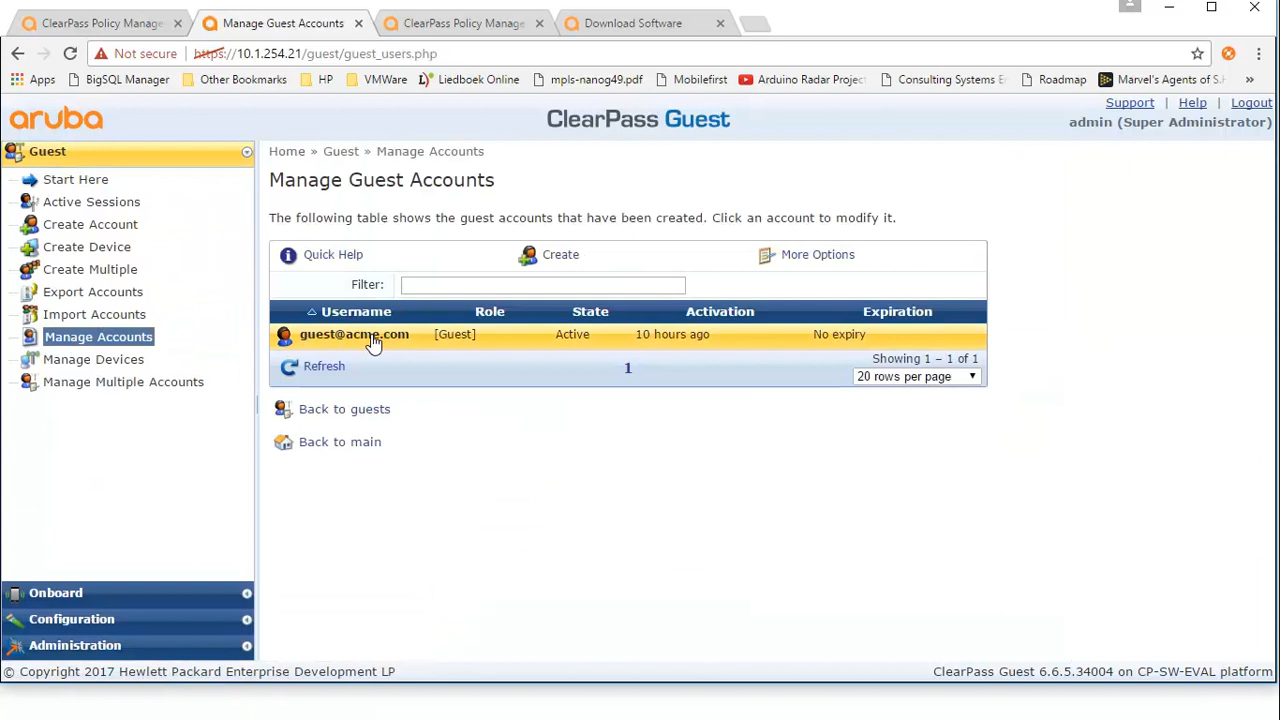 ClearPass Policy Manage
Manage Guest Accounts
ClearPass Policy Manage
Download Software
Not secure
https://10.1.254.21/guest/guest_users.php
Apps
BigSQL Manager
Other Bookmarks
HP
VMWare
Lijsboek Online
mpls-nanog49.pdf
Mobile
Arduino Radar Projec
Consulting Systems E
Roadmap
Marvel's Agents of S.H
»
aruba
ClearPass Guest
Support | Help | Logout
admin (Super Administrator)
Guest
Start Here
Active Sessions
Create Account
Create Device
Create Multiple
Export Accounts
Import Accounts
Manage Accounts
Manage Devices
Manage Multiple Accounts
Onboard
Configuration
Administration
Home » Guest » Manage Accounts
Manage Guest Accounts
The following table shows the guest accounts that have been created. Click an account to modify it.
Quick Help
Create
More Options
Filter:
Username Role State Activation Expiration
guest@acme.com [Guest] Active 10 hours ago No expiry
Refresh
1
Showing 1 – 1 of 1
20 rows per page
Back to guests
Back to main
© Copyright 2017 Hewlett Packard Enterprise Development LP
ClearPass Guest 6.6.5.34004 on CP-SW-EVAL platform